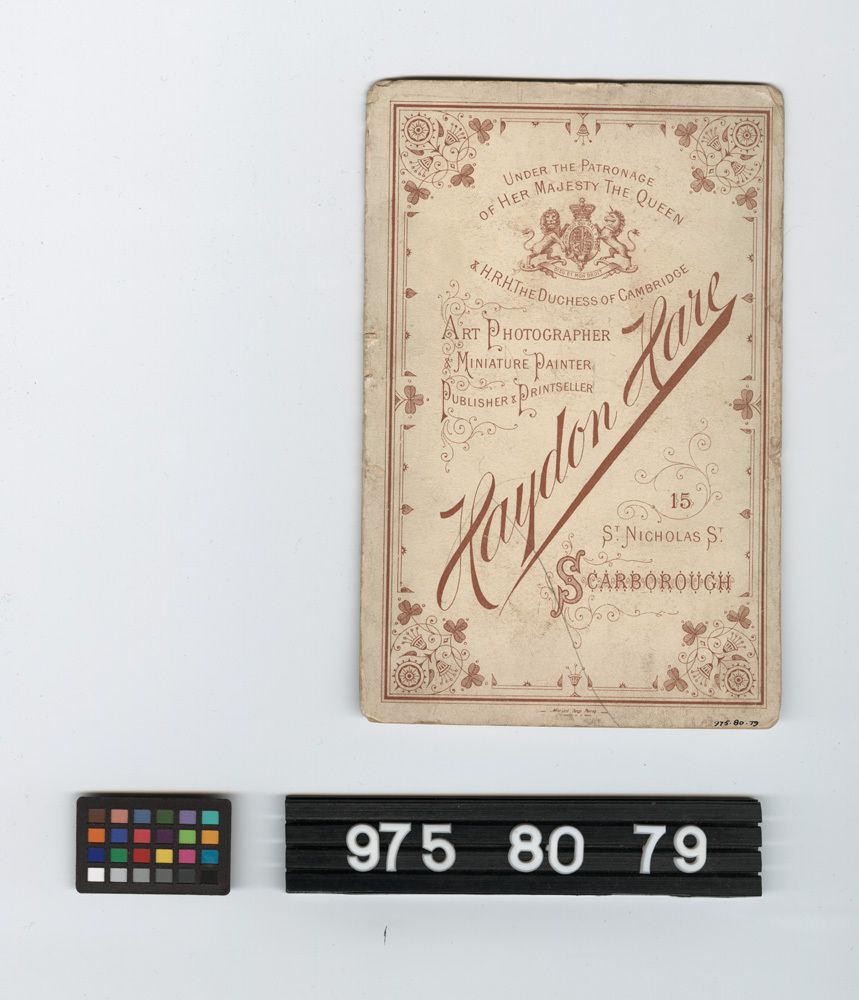 UNDER THE PATRONAGE
OF HER MAJESTY THE QUEEN
& H.R.H. THE DUCHESS OF CAMBRIDGE
ART PHOTOGRAPHER
& MINIATURE PAINTER
PUBLISHER & PRINTSELLER
Haydon Hare
15
ST NICHOLAS ST
SCARBOROUGH
975·80·79
975 80 79